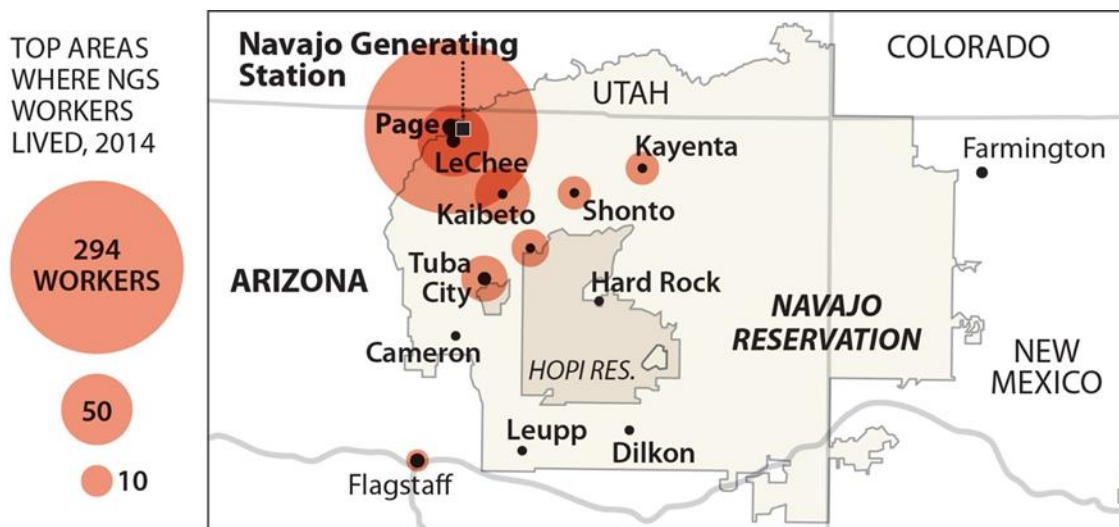 TOP AREAS
WHERE NGS
WORKERS
LIVED, 2014
294
WORKERS
50
10
Navajo Generating
Station
COLORADO
UTAH
Page
LeChee
Kayenta
Farmington
Kaibeto
Shonto
Tuba
City
ARIZONA
Hard Rock
NAVAJO
RESERVATION
Cameron
HOPI RES.
NEW
MEXICO
Leupp
Dilkon
Flagstaff